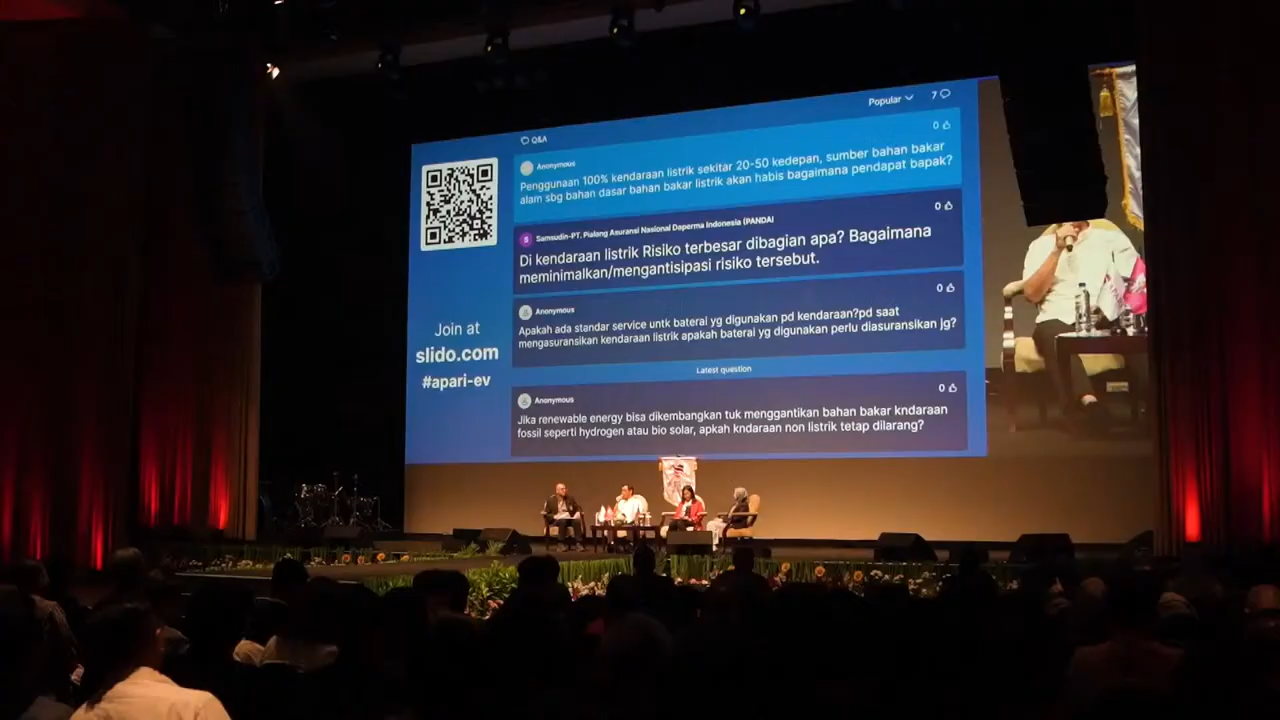 Popular 7
Q&A
0
Anonymous
Penggunaan 100% kendaraan listrik sekitar 20-50 kedepan, sumber bahan bakar
alam sbg bahan dasar bahan bakar listrik akan habis bagaimana pendapat bapak?
0
S Samsudin-PT. Pialang Asuransi Nasional Daperma Indonesia (PANDAI
Di kendaraan listrik Risiko terbesar dibagian apa? Bagaimana
meminimalkan/mengantisipasi risiko tersebut.
0
Anonymous
Apakah ada standar service untk baterai yg digunakan pd kendaraan?pd saat
mengasuransikan kendaraan listrik apakah baterai yg digunakan perlu diasuransikan jg?
Join at
slido.com
#apari-ev
Latest question
0
Anonymous
Jika renewable energy bisa dikembangkan tuk menggantikan bahan bakar kndaraan
fossil seperti hydrogen atau bio solar, apkah kndaraan non listrik tetap dilarang?